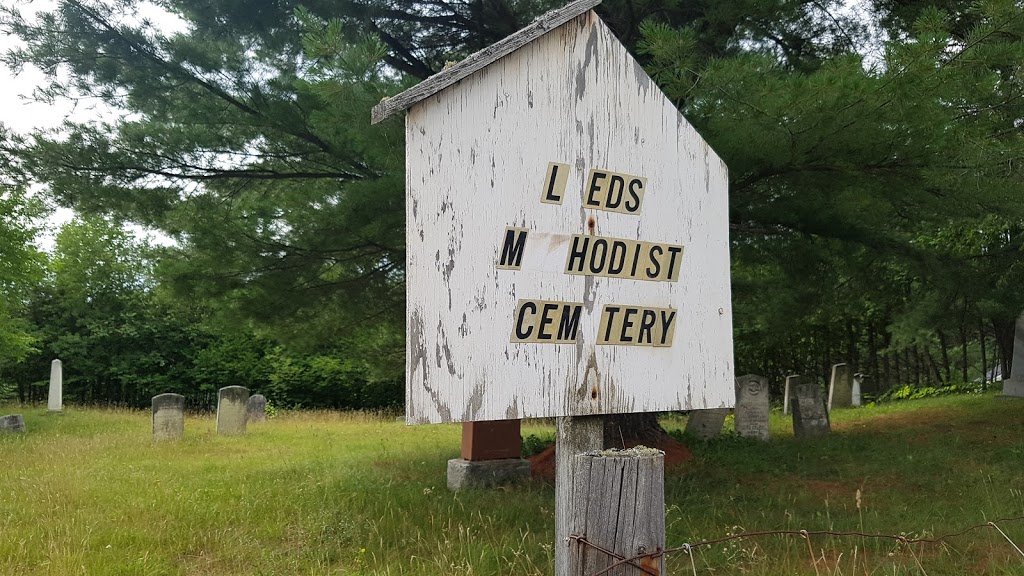 L EDS
M  HODIST
CEM TERY